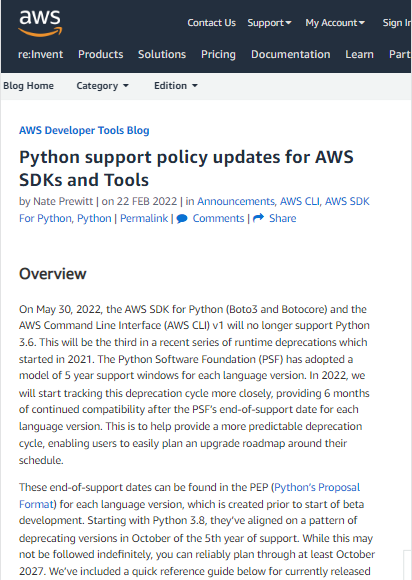 aws
Contact Us Support My Account Sign In
re:Invent Products Solutions Pricing Documentation Learn Part
Blog Home Category Edition
AWS Developer Tools Blog
Python support policy updates for AWS
SDKs and Tools
by Nate Prewitt | on 22 FEB 2022 | in Announcements, AWS CLI, AWS SDK
For Python, Python | Permalink | Comments | Share
Overview
On May 30, 2022, the AWS SDK for Python (Boto3 and Botocore) and the
AWS Command Line Interface (AWS CLI) v1 will no longer support Python
3.6. This will be the third in a recent series of runtime deprecations which
started in 2021. The Python Software Foundation (PSF) has adopted a
model of 5 year support windows for each language version. In 2022, we
will start tracking this deprecation cycle more closely, providing 6 months
of continued compatibility after the PSF's end-of-support date for each
language version. This is to help provide a more predictable deprecation
cycle, enabling users to easily plan an upgrade roadmap around their
schedule.
These end-of-support dates can be found in the PEP (Python's Proposal
Format) for each language version, which is created prior to start of beta
development. Starting with Python 3.8, they've aligned on a pattern of
deprecating versions in October of the 5th year of support. While this may
not be followed indefinitely, you can reliably plan through at least October
2027. We've included a quick reference guide below for currently released